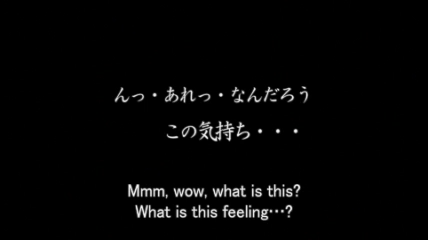 んっ・あれっ・なんだろう
この気持ち・・・
Mmm, wow, what is this?
What is this feeling…?